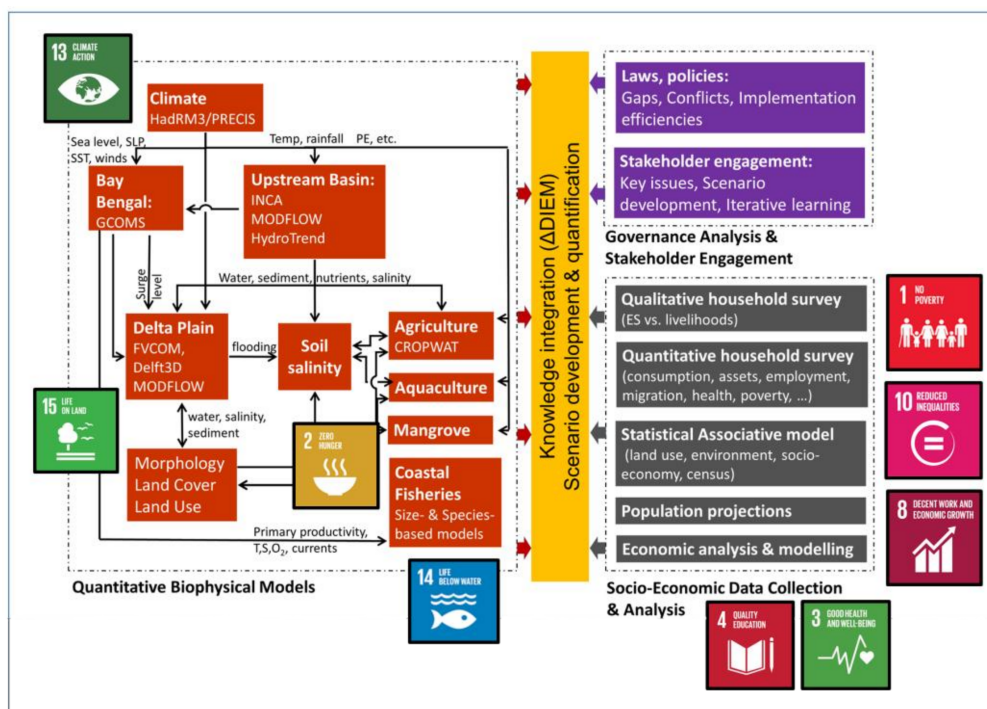 13 CLIMATE
ACTION
Climate
HadRM3/PRECIS
Sea level, SLP,
SST, winds
Temp, rainfall PE, etc.
Bay
Bengal:
GCOMS
Upstream Basin:
INCA
MODFLOW
HydroTrend
Surge
level
Water, sediment, nutrients, salinity
Delta Plain
FVCOM,
Delft3D
MODFLOW
flooding
Soil
salinity
Agriculture
CROPWAT
Aquaculture
Mangrove
15 LIFE
ON LAND
water, salinity,
sediment
2 ZERO
HUNGER
Morphology
Land Cover
Land Use
Coastal
Fisheries
Size- & Species-
based models
Primary productivity,
T,S,O₂, currents
Quantitative Biophysical Models
14 LIFE
BELOW WATER
Knowledge integration (ΔDIEM)
Scenario development & quantification
Laws, policies:
Gaps, Conflicts, Implementation
efficiencies
Stakeholder engagement:
Key issues, Scenario
development, Iterative learning
Governance Analysis &
Stakeholder Engagement
Qualitative household survey
(ES vs. livelihoods)
Quantitative household survey
(consumption, assets, employment,
migration, health, poverty, ...)
Statistical Associative model
(land use, environment, socio-
economy, census)
Population projections
Economic analysis & modelling
Socio-Economic Data Collection
& Analysis
1 NO
POVERTY
10 REDUCED
INEQUALITIES
8 DECENT WORK AND
ECONOMIC GROWTH
4 QUALITY
EDUCATION
3 GOOD HEALTH
AND WELL-BEING